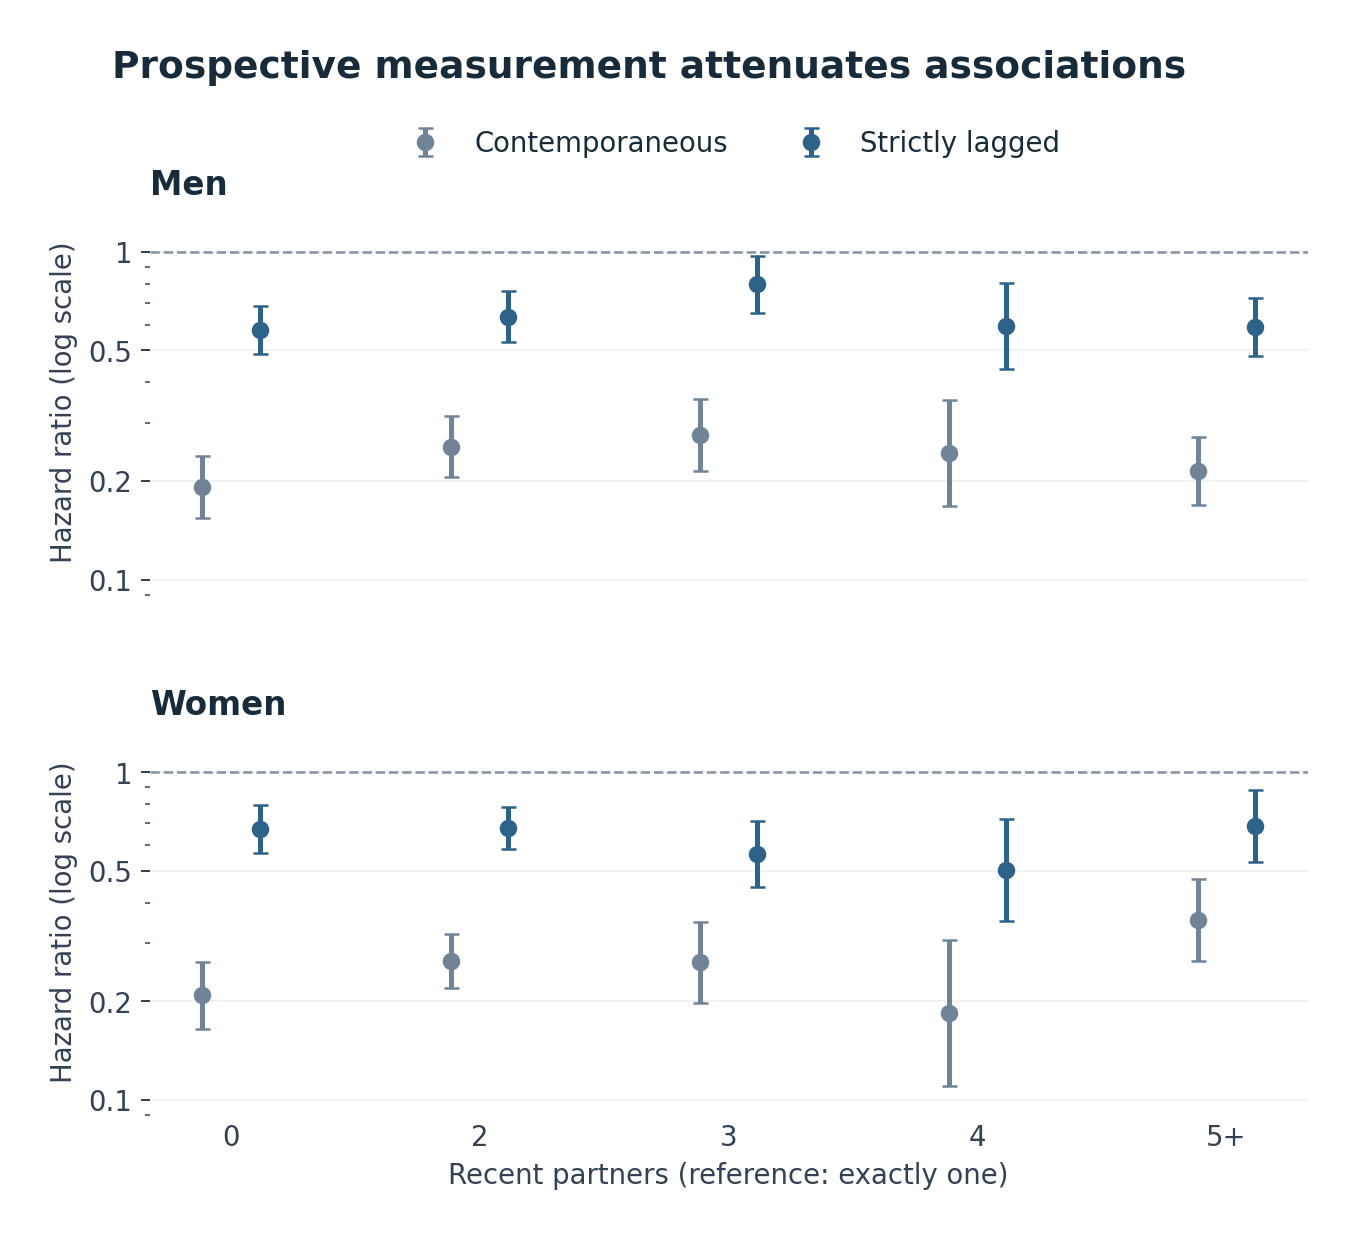 Prospective measurement attenuates associations
Contemporaneous
Strictly lagged
Men
Hazard ratio (log scale)
1
0.5
0.2
0.1
Women
Hazard ratio (log scale)
1
0.5
0.2
0.1
0 2 3 4 5+
Recent partners (reference: exactly one)